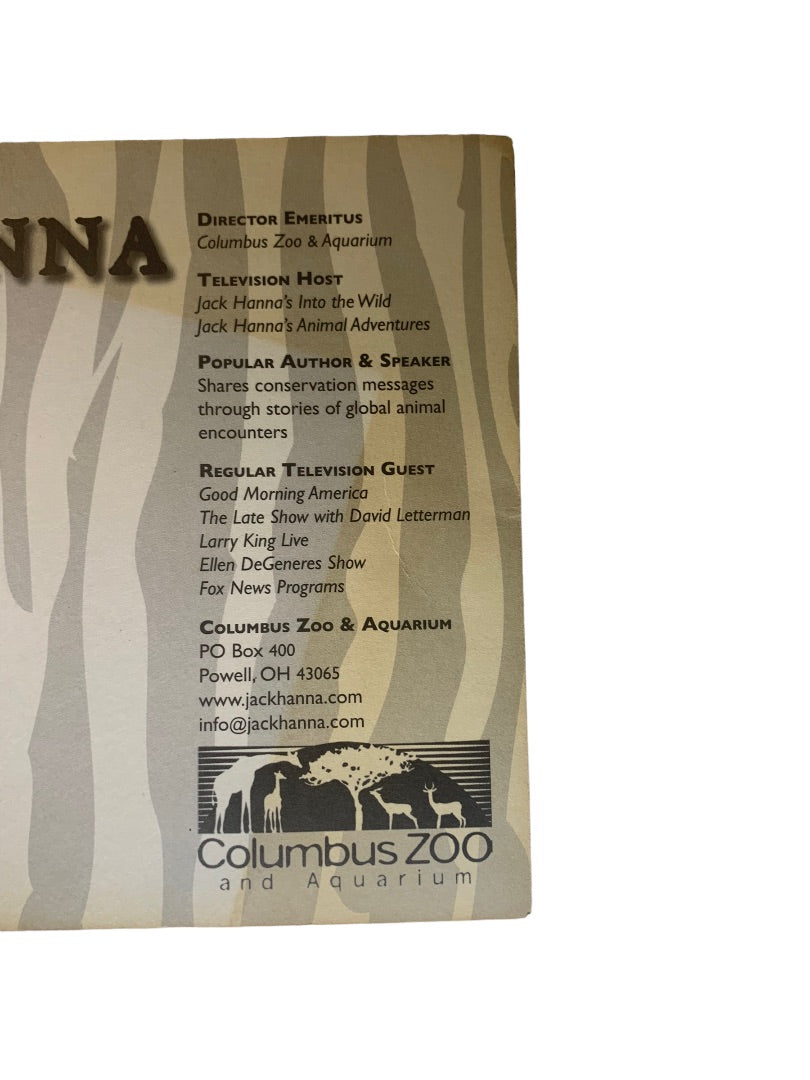 NNA
DIRECTOR EMERITUS
Columbus Zoo & Aquarium
TELEVISION HOST
Jack Hanna's Into the Wild
Jack Hanna's Animal Adventures
POPULAR AUTHOR & SPEAKER
Shares conservation messages
through stories of global animal
encounters
REGULAR TELEVISION GUEST
Good Morning America
The Late Show with David Letterman
Larry King Live
Ellen DeGeneres Show
Fox News Programs
COLUMBUS ZOO & AQUARIUM
PO Box 400
Powell, OH 43065
www.jackhanna.com
info@jackhanna.com
Columbus ZOO
and Aquarium